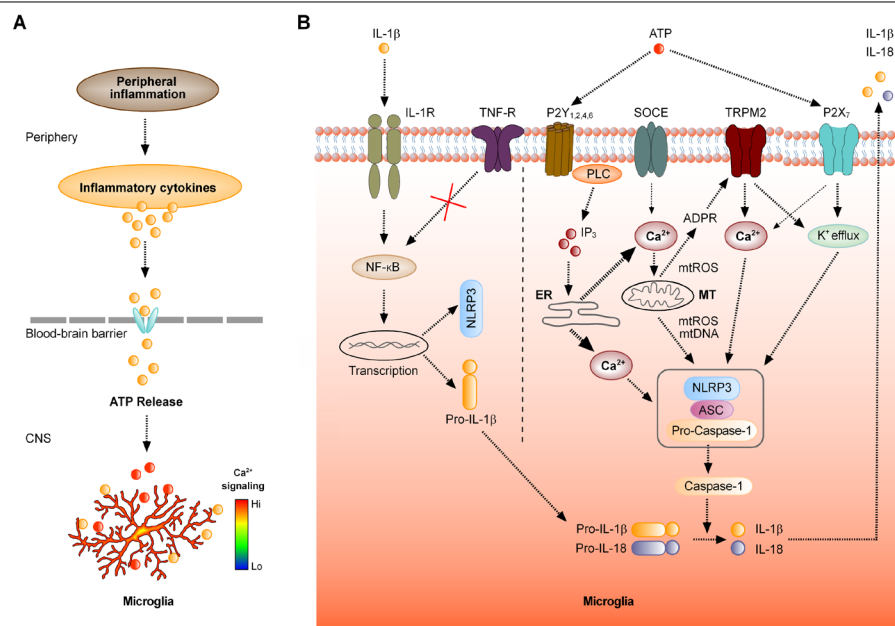 A
Peripheral
inflammation
Periphery
Inflammatory cytokines
Blood-brain barrier
ATP Release
CNS
Ca²⁺
signaling
Hi
Lo
Microglia
B
IL-1β
ATP
IL-1β
IL-18
IL-1R
TNF-R
P2Y₁,₂,₄,₆
SOCE
TRPM2
P2X₇
PLC
IP₃
Ca²⁺
ADPR
Ca²⁺
K⁺ efflux
NF-κB
mtROS
ER
MT
NLRP3
mtROS
mtDNA
Transcription
Ca²⁺
Pro-IL-1β
NLRP3
ASC
Pro-Caspase-1
Caspase-1
Pro-IL-1β
IL-1β
Pro-IL-18
IL-18
Microglia